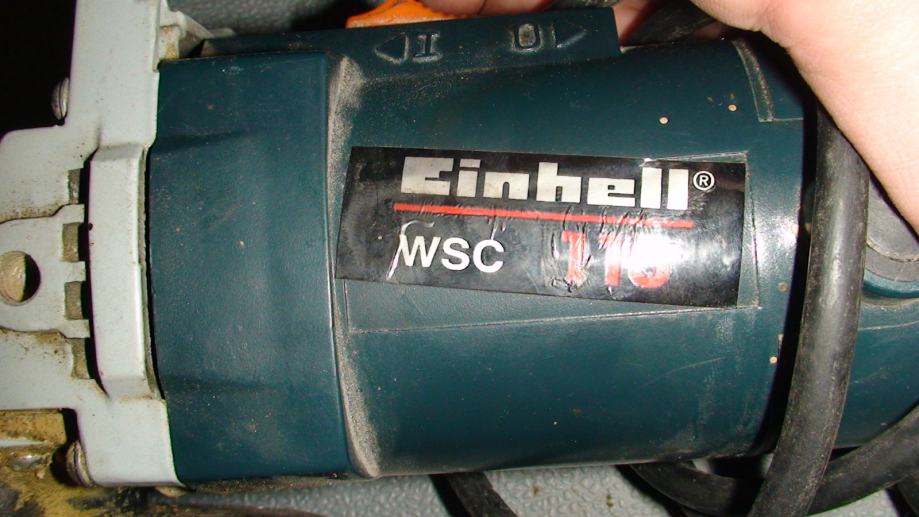 I O
Einhell®
WSC 115